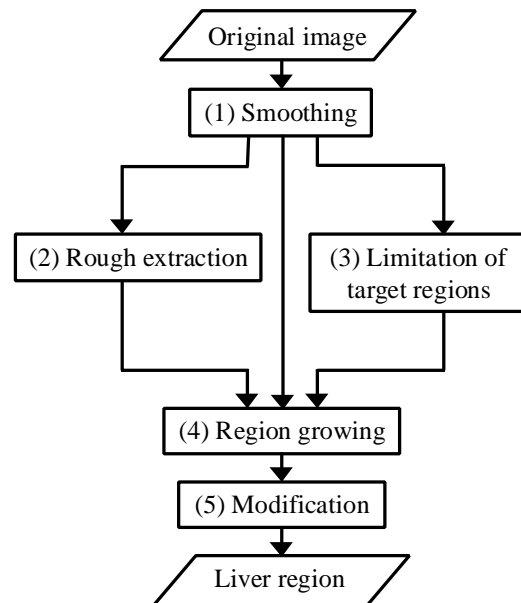 Original image
(1) Smoothing
(2) Rough extraction
(3) Limitation of
target regions
(4) Region growing
(5) Modification
Liver region